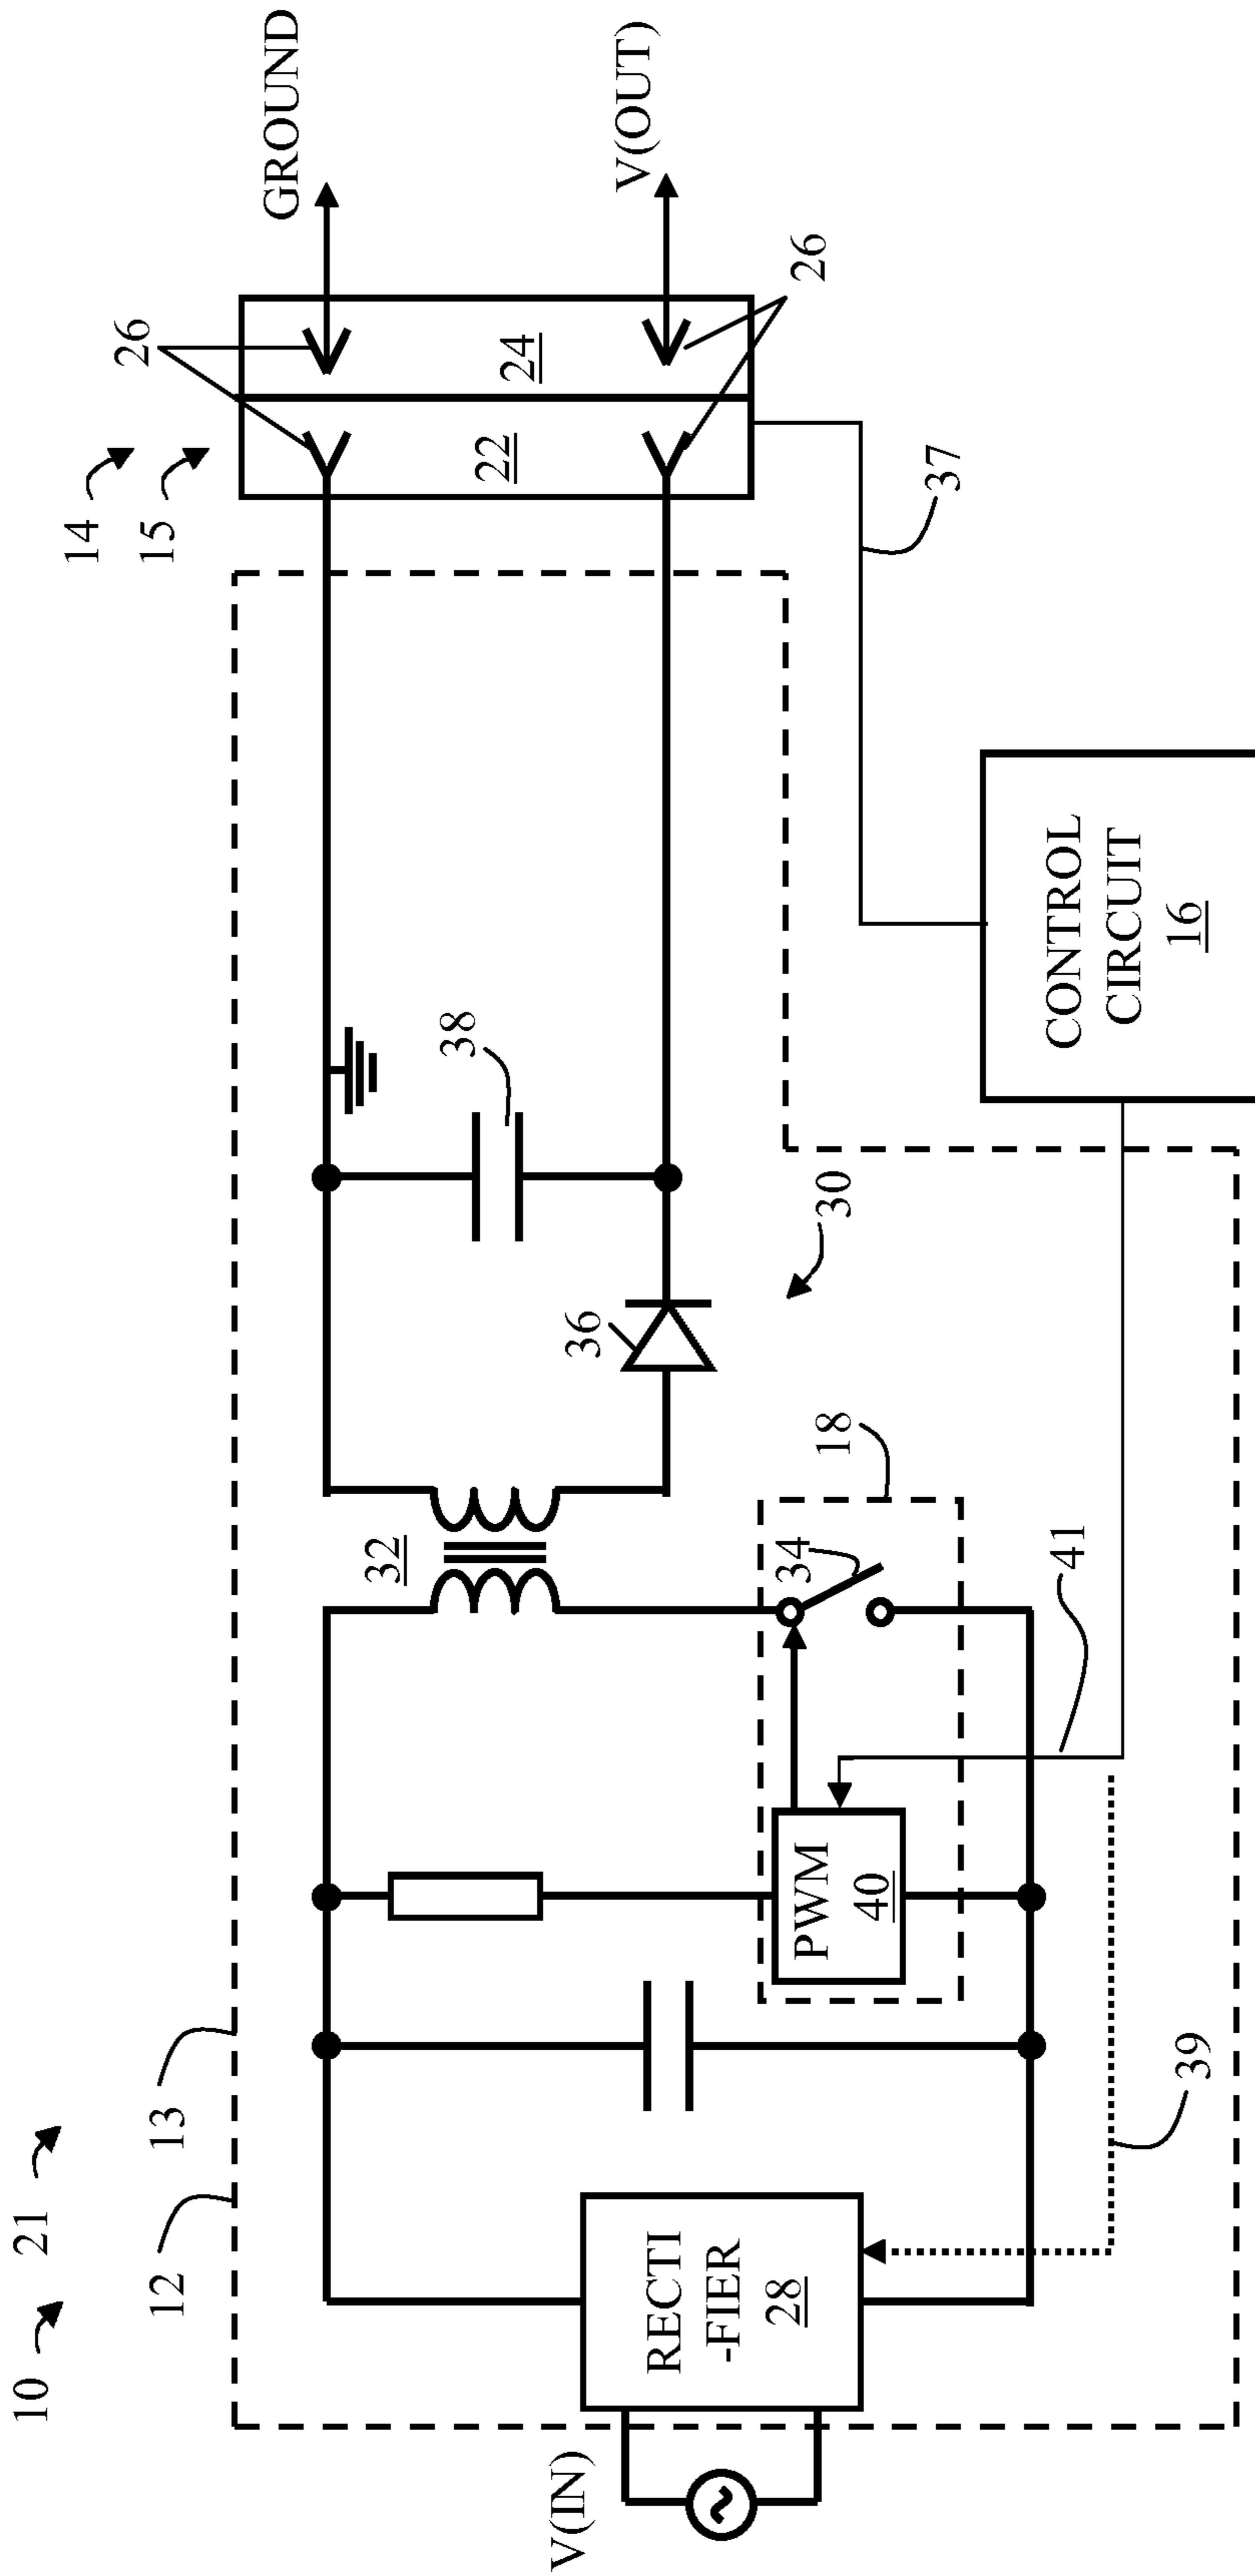 10
21
12
13
14
15
26
GROUND
V(OUT)
26
22
24
32
38
36
30
18
34
37
V(IN)
RECTI
-FIER
28
PWM
40
41
39
CONTROL
CIRCUIT
16